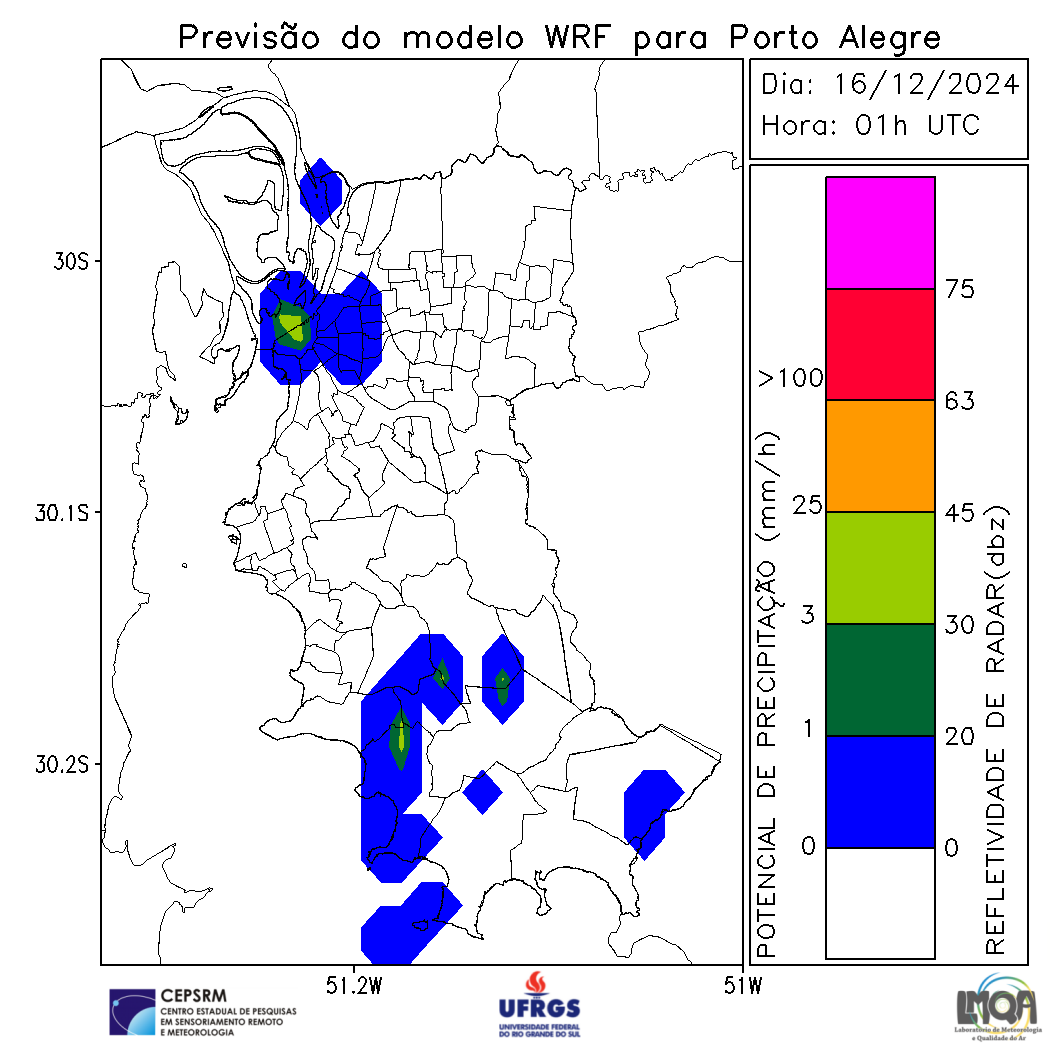 Previsão do modelo WRF para Porto Alegre
Dia: 16/12/2024
Hora: 01h UTC
30S
30.1S
30.2S
51.2W
51W
POTENCIAL DE PRECIPITAÇÃO (mm/h)
>100
25
3
1
0
75
63
45
30
20
0
REFLETIVIDADE DE RADAR(dbz)
CEPSRM
CENTRO ESTADUAL DE PESQUISAS
EM SENSORIAMENTO REMOTO
E METEOROLOGIA
UFRGS
UNIVERSIDADE FEDERAL
DO RIO GRANDE DO SUL
LMQA
Laboratório de Meteorologia
e Qualidade do Ar